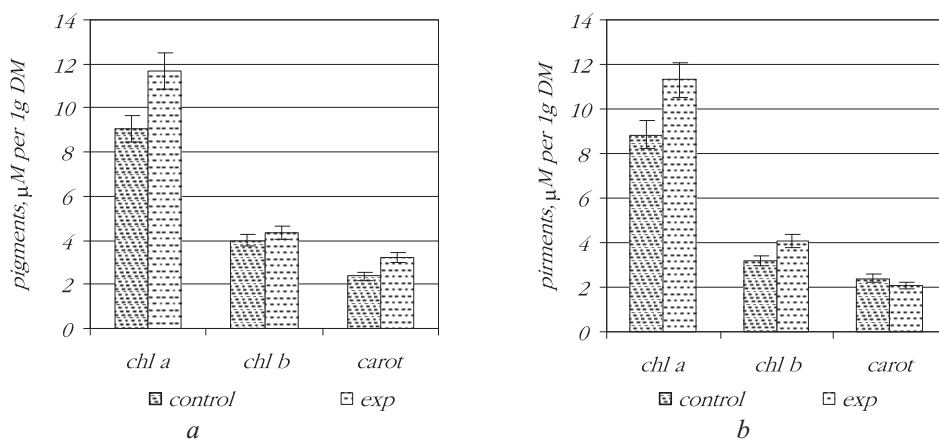 pigments, μM per 1g DM
14
12
10
8
6
4
2
0
chl a
chl b
carot
control
exp
a
pirments, μM per 1g DM
14
12
10
8
6
4
2
0
chl a
chl b
carot
control
exp
b